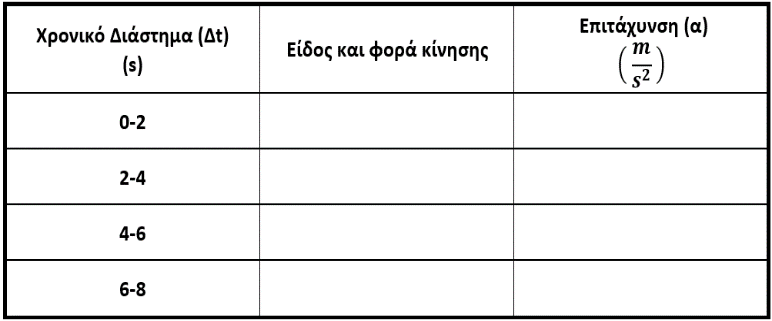 Χρονικό Διάστημα (Δt)
(s)
Είδος και φορά κίνησης
Επιτάχυνση (α)
(m/s²)
0-2
2-4
4-6
6-8